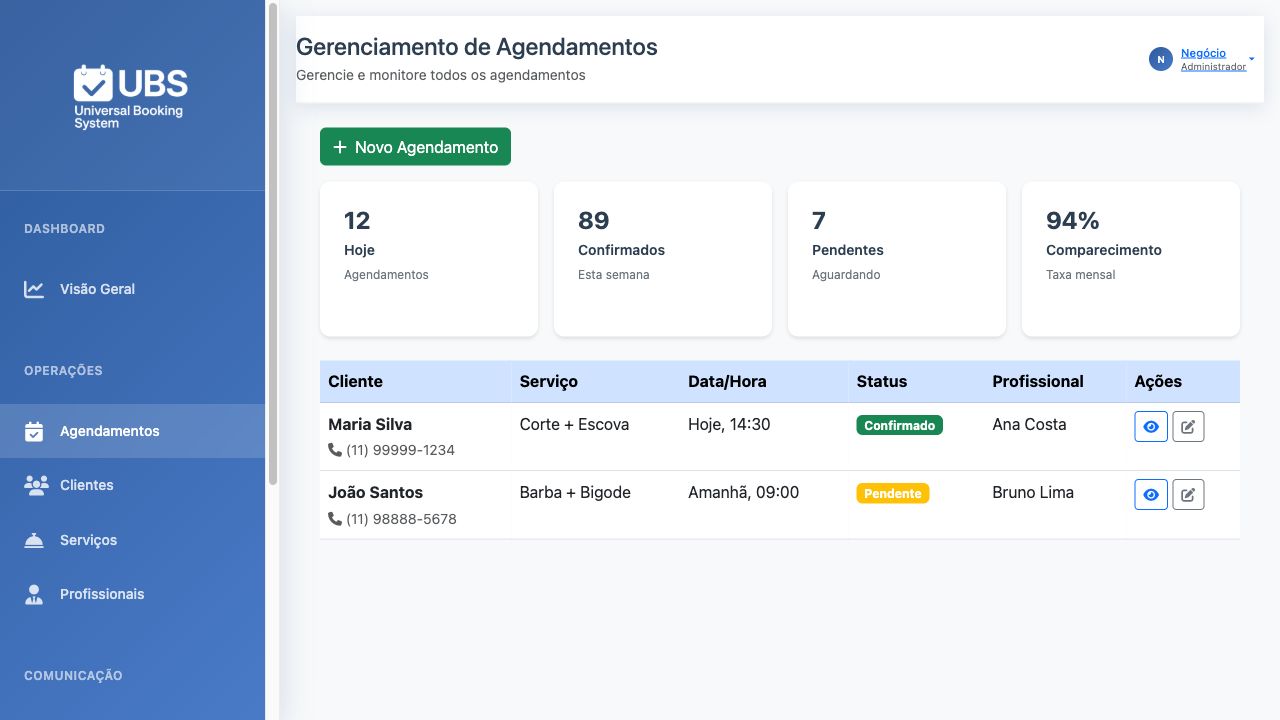 UBS
Universal Booking
System
DASHBOARD
Visão Geral
OPERAÇÕES
Agendamentos
Clientes
Serviços
Profissionais
COMUNICAÇÃO
Gerenciamento de Agendamentos
Gerencie e monitore todos os agendamentos
N
Negócio
Administrador
Novo Agendamento
12
Hoje
Agendamentos
89
Confirmados
Esta semana
7
Pendentes
Aguardando
94%
Comparecimento
Taxa mensal
Cliente Serviço Data/Hora Status Profissional Ações
Maria Silva Corte + Escova Hoje, 14:30 Confirmado Ana Costa
(11) 99999-1234
João Santos Barba + Bigode Amanhã, 09:00 Pendente Bruno Lima
(11) 98888-5678